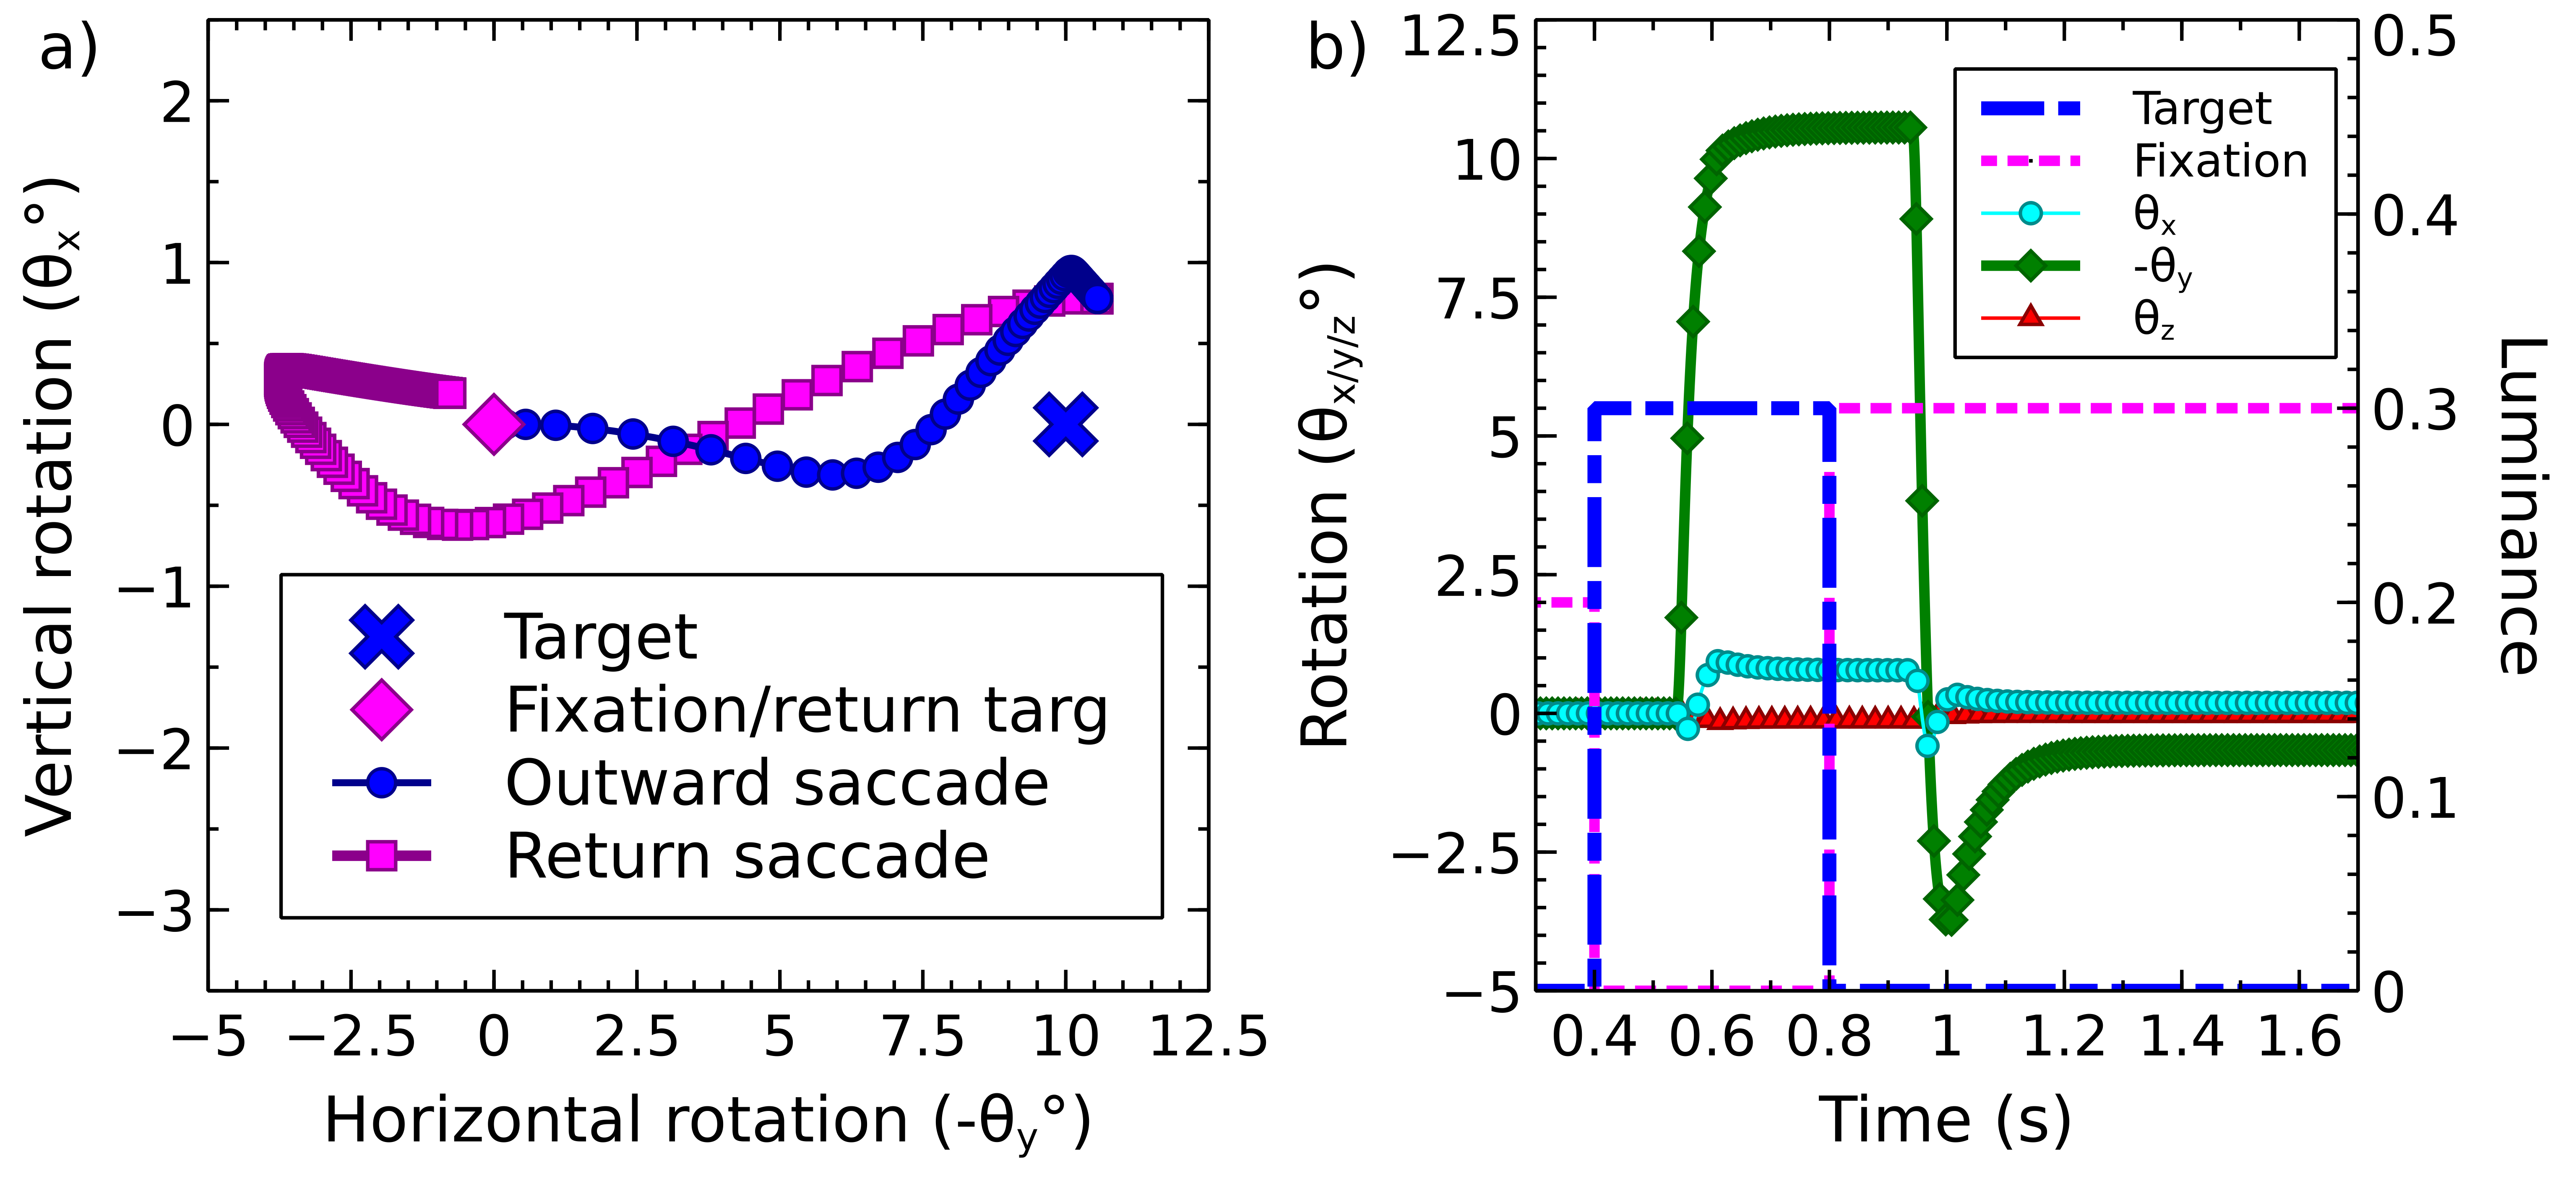 a)
2
1
0
−1
−2
−3
Vertical rotation (θx°)
Target
Fixation/return targ
Outward saccade
Return saccade
−5 −2.5 0 2.5 5 7.5 10 12.5
Horizontal rotation (-θy°)
b)
12.5
10
7.5
5
2.5
0
−2.5
−5
Rotation (θx/y/z°)
Target
Fixation
θx
-θy
θz
0.5
0.4
0.3
0.2
0.1
0
Luminance
0.4 0.6 0.8 1 1.2 1.4 1.6
Time (s)